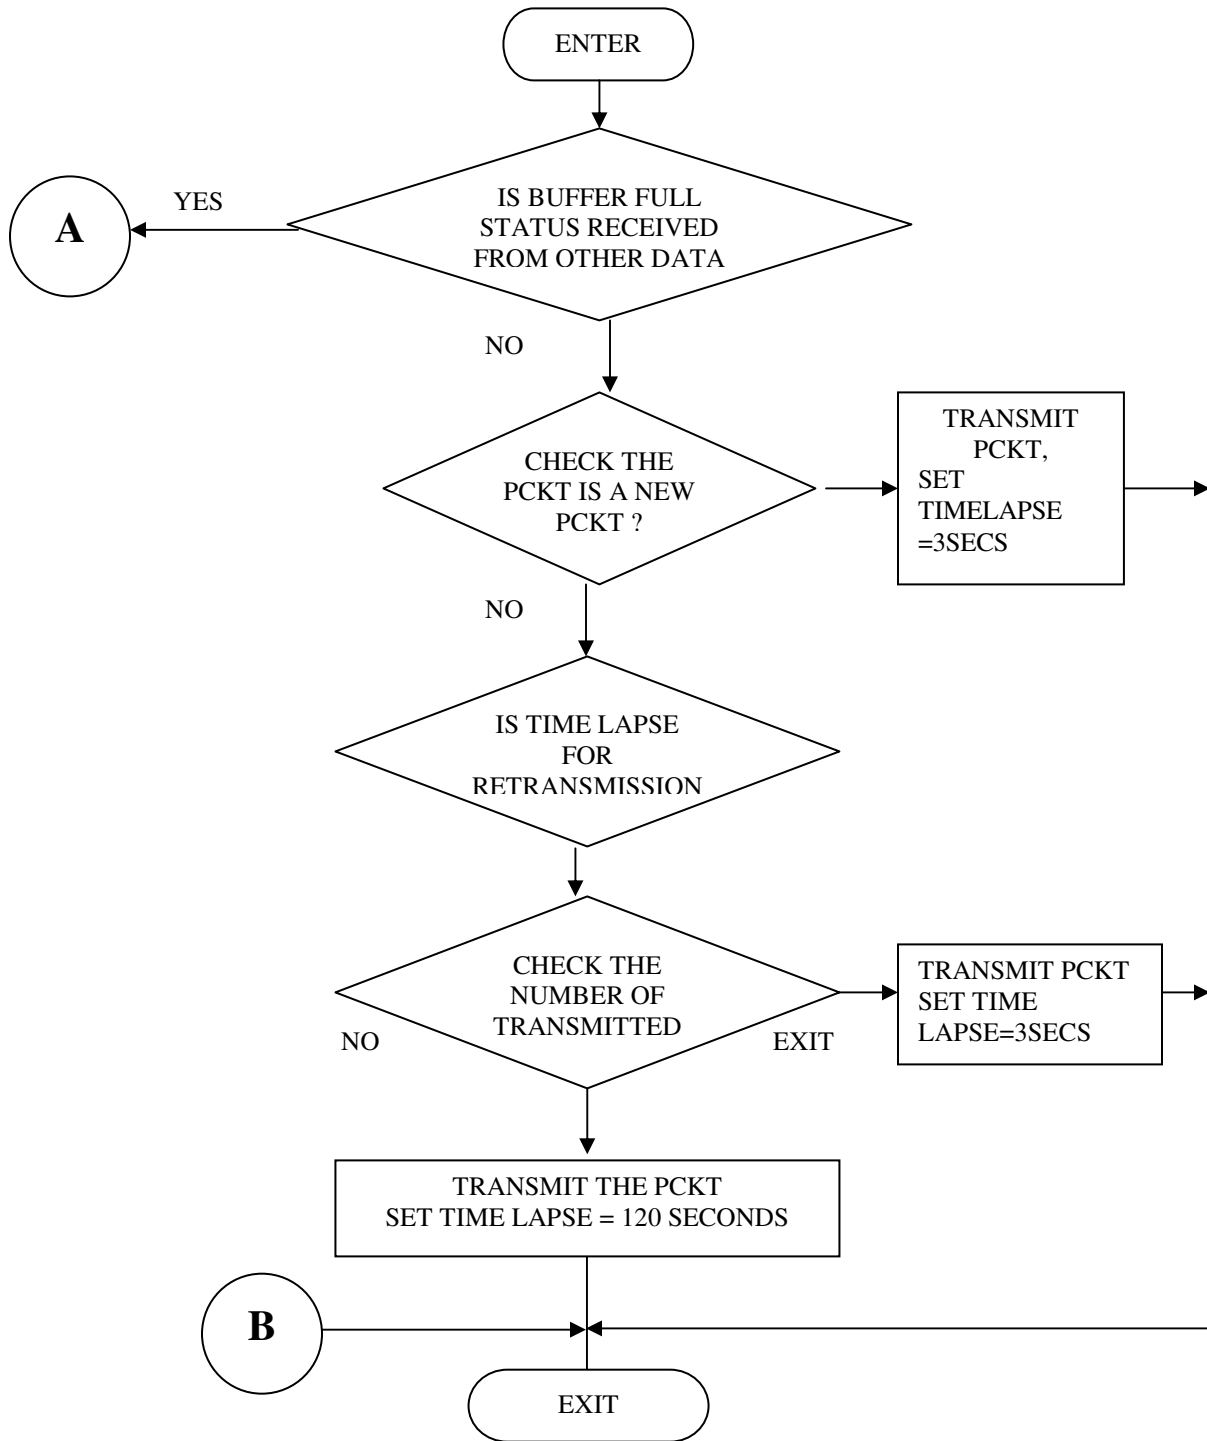 ENTER
YES
A
IS BUFFER FULL
STATUS RECEIVED
FROM OTHER DATA
NO
CHECK THE
PCKT IS A NEW
PCKT ?
TRANSMIT
PCKT,
SET
TIMELAPSE
=3SECS
NO
IS TIME LAPSE
FOR
RETRANSMISSION
CHECK THE
NUMBER OF
TRANSMITTED
NO
EXIT
TRANSMIT PCKT
SET TIME
LAPSE=3SECS
TRANSMIT THE PCKT
SET TIME LAPSE = 120 SECONDS
B
EXIT